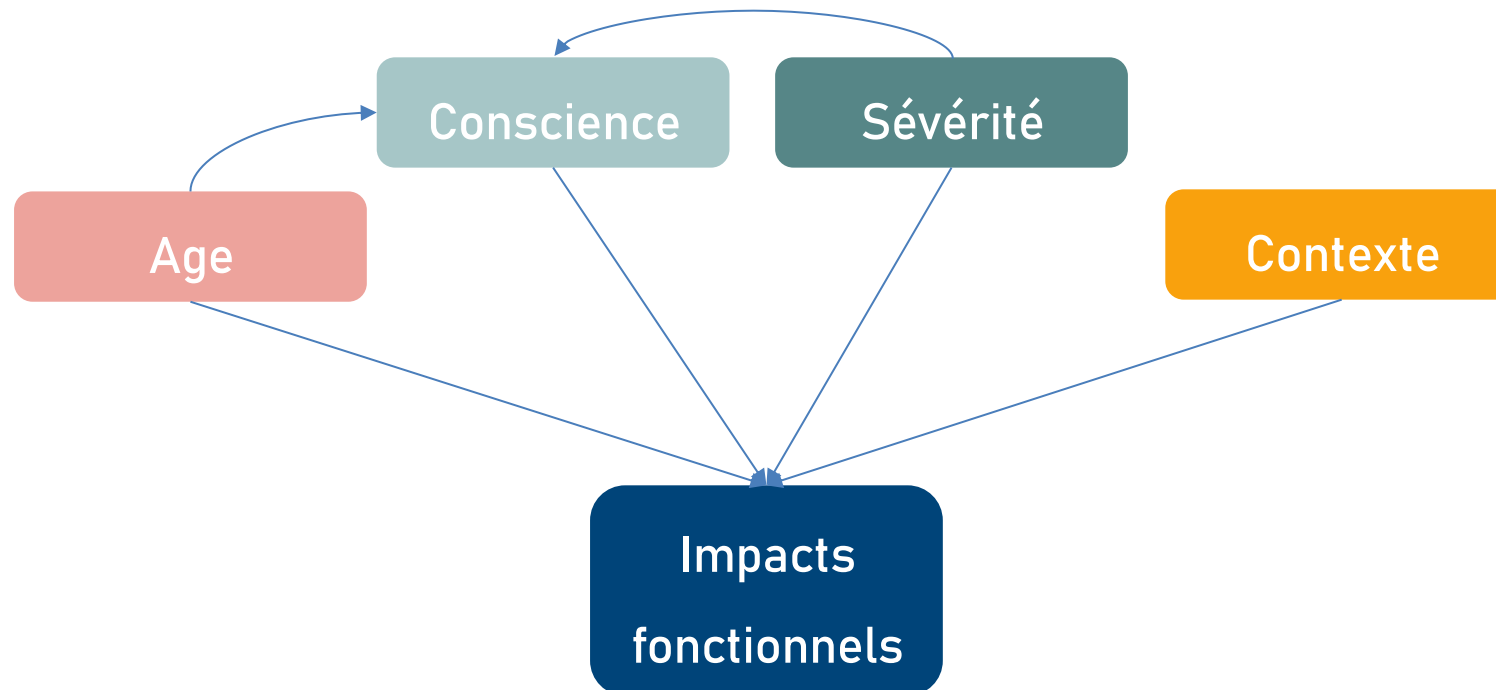 Conscience
Sévérité
Age
Contexte
Impacts
fonctionnels